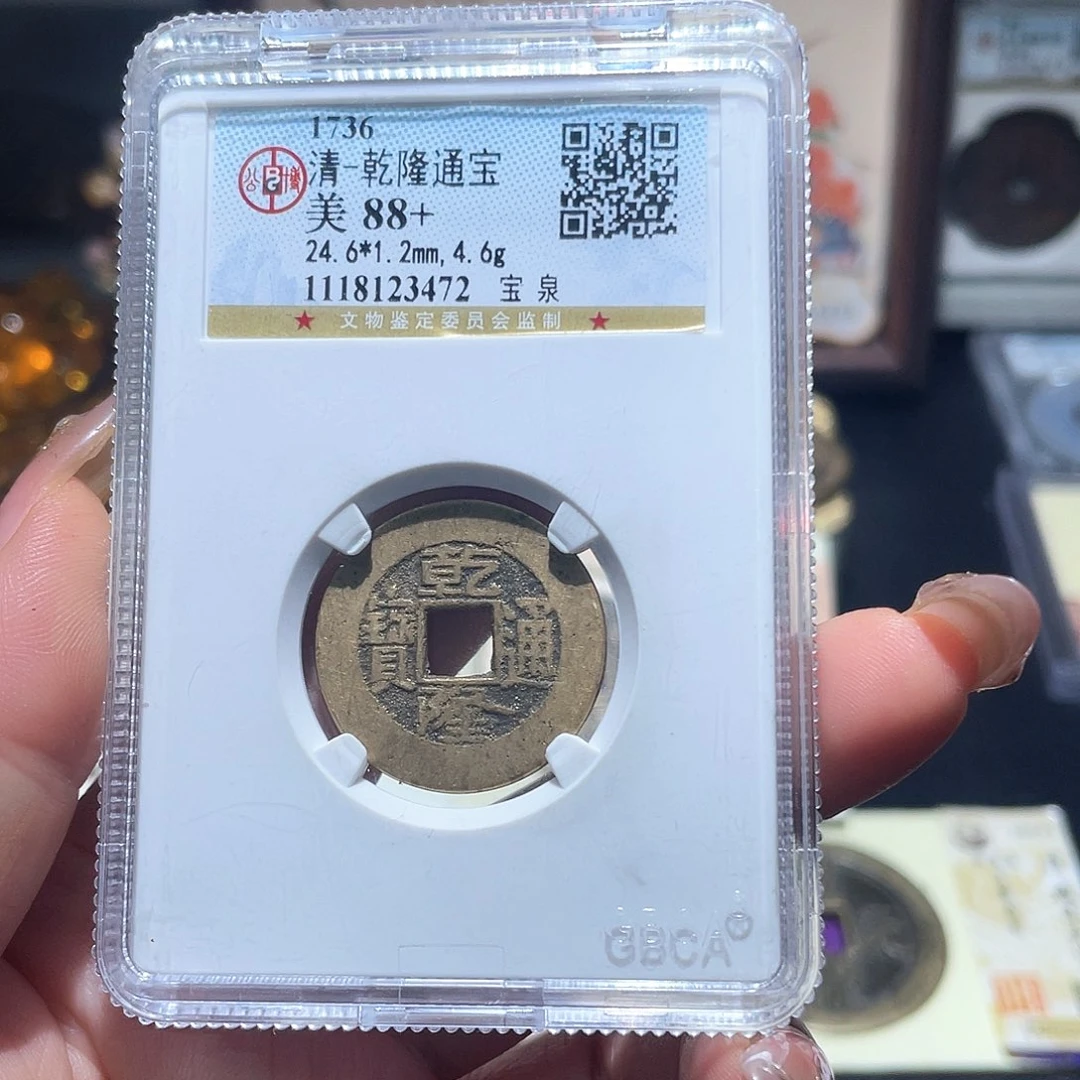 1736
清-乾隆通宝
美 88+
24.6*1.2mm,4.6g
1118123472 宝泉
★ 文物鉴定委员会监制 ★
乾
寳 通
隆
GBCA